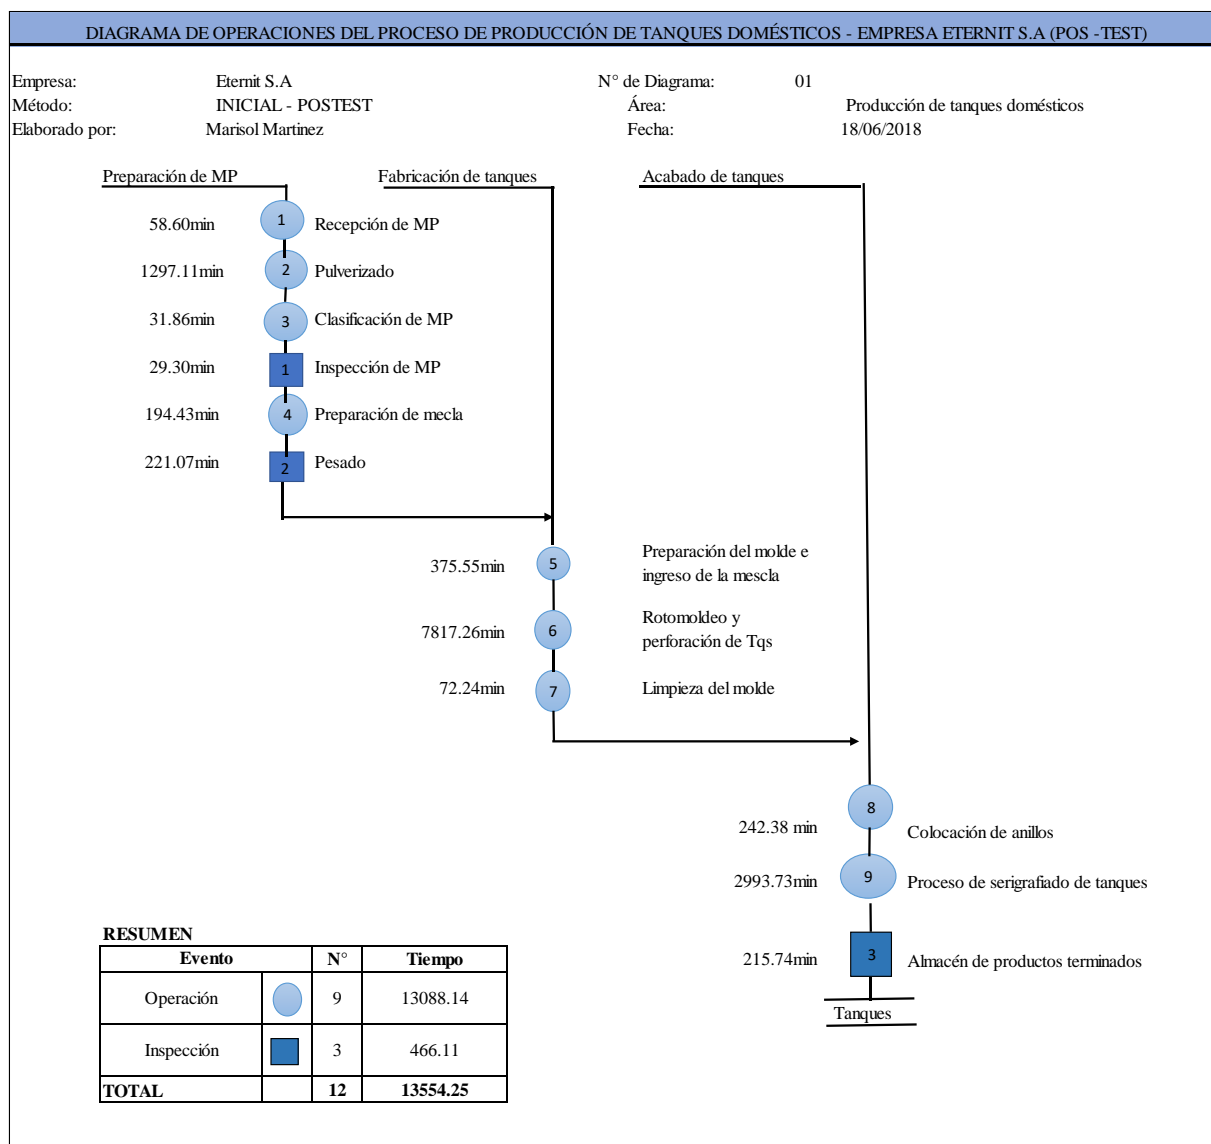 DIAGRAMA DE OPERACIONES DEL PROCESO DE PRODUCCIÓN DE TANQUES DOMÉSTICOS - EMPRESA ETERNIT S.A (POS -TEST)
Empresa: Eternit S.A N° de Diagrama: 01
Método: INICIAL - POSTEST Área: Producción de tanques domésticos
Elaborado por: Marisol Martinez Fecha: 18/06/2018
Preparación de MP Fabricación de tanques Acabado de tanques
58.60min 1 Recepción de MP
1297.11min 2 Pulverizado
31.86min 3 Clasificación de MP
29.30min 1 Inspección de MP
194.43min 4 Preparación de mecla
221.07min 2 Pesado
375.55min 5 Preparación del molde e
ingreso de la mescla
7817.26min 6 Rotomoldeo y
perforación de Tqs
72.24min 7 Limpieza del molde
242.38 min 8 Colocación de anillos
2993.73min 9 Proceso de serigrafiado de tanques
215.74min 3 Almacén de productos terminados
Tanques
RESUMEN
Evento N° Tiempo
Operación 9 13088.14
Inspección 3 466.11
TOTAL 12 13554.25